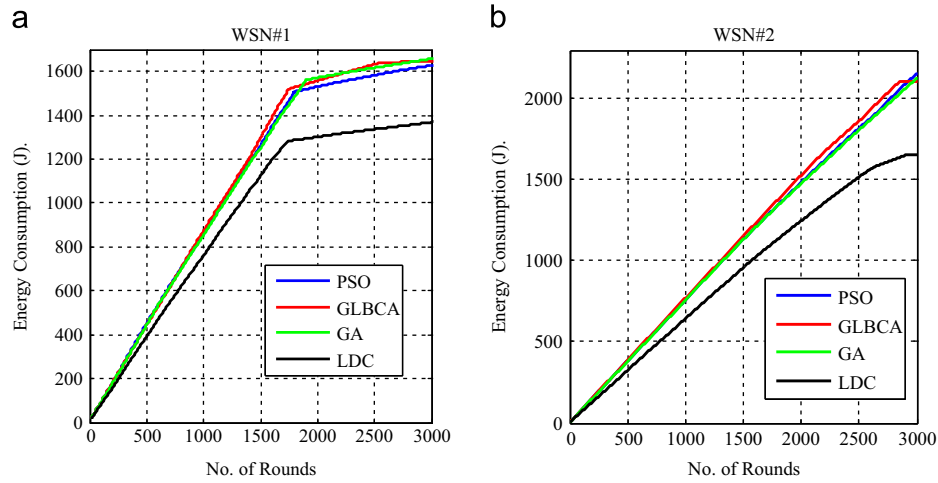 a
WSN#1
1600
1400
1200
1000
800
600
400
200
0
Energy Consumption (J).
0 500 1000 1500 2000 2500 3000
No. of Rounds
PSO
GLBCA
GA
LDC
b
WSN#2
2000
1500
1000
500
0
Energy Consumption (J).
0 500 1000 1500 2000 2500 3000
No. of Rounds
PSO
GLBCA
GA
LDC